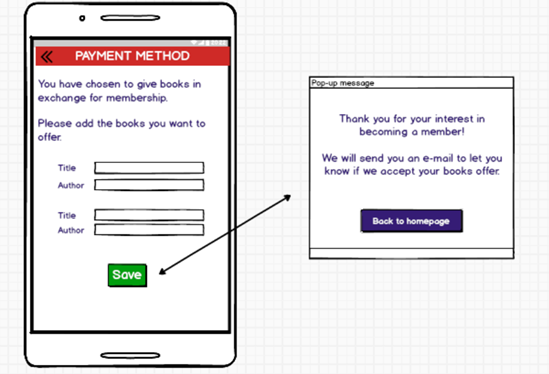 PAYMENT METHOD
You have chosen to give books in
exchange for membership.
Please add the books you want to
offer.
Title
Author
Title
Author
Save
Pop-up message
Thank you for your interest in
becoming a member!
We will send you an e-mail to let you
know if we accept your books offer.
Back to homepage